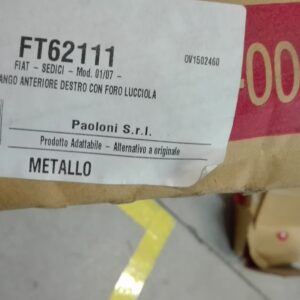 FT62111
OV1502460
FIAT - SEDICI - Mod. 01/07 -
ANGO ANTERIORE DESTRO CON FORO LUCCIOLA
Paoloni S.r.l.
Prodotto Adattabile - Alternativo a originale
METALLO
-00